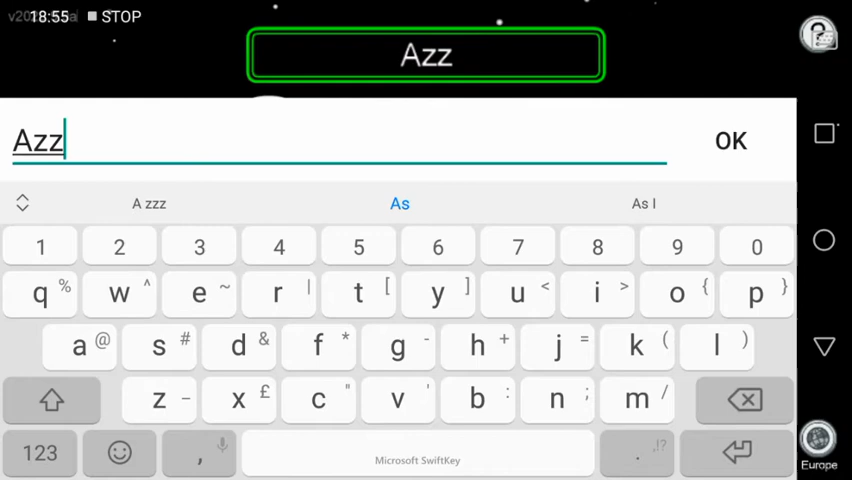 18:55 STOP
Azz
Azz
OK
A zzz As As I
1 2 3 4 5 6 7 8 9 0
q % w ^ e ~ r | t [ y ] u < i > o { p }
a @ s # d & f * g - h + j = k ( l )
z _ x £ c " v ' b : n ; m /
123 , Microsoft SwiftKey . ,!?
Europe